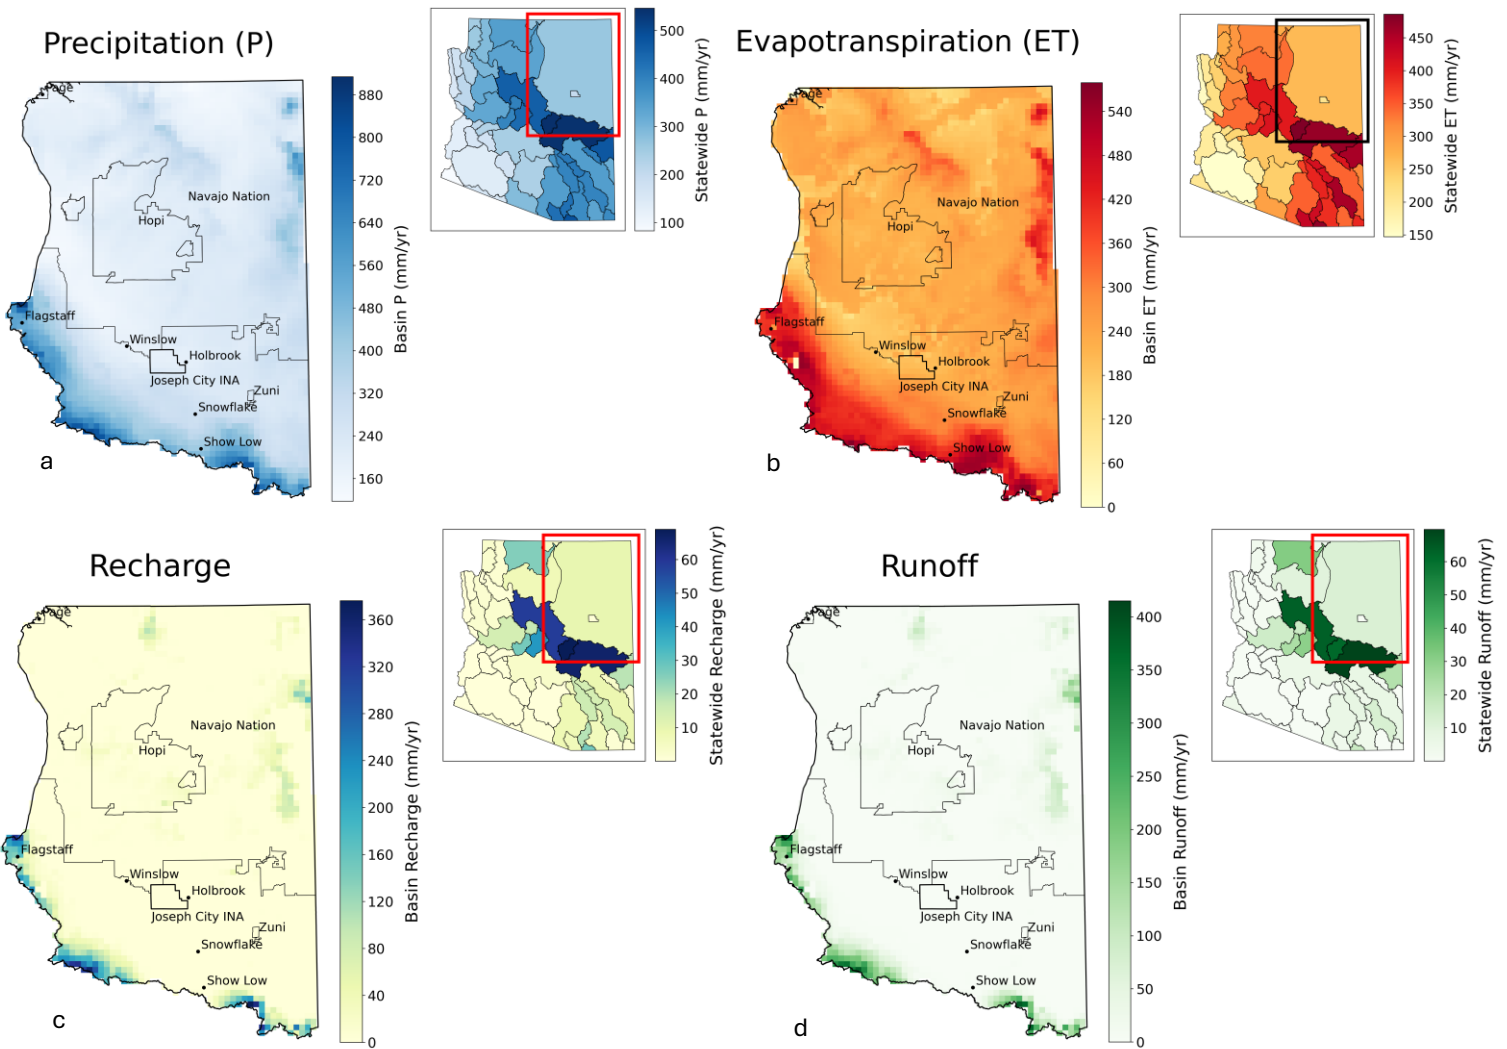 Precipitation (P)
Page
Navajo Nation
Hopi
Flagstaff
Winslow
Holbrook
Joseph City INA
Zuni
Snowflake
Show Low
a
880
800
720
640
560
480
400
320
240
160
Basin P (mm/yr)
500
400
300
200
100
Statewide P (mm/yr)
Evapotranspiration (ET)
Page
Navajo Nation
Hopi
Flagstaff
Winslow
Holbrook
Joseph City INA
Zuni
Snowflake
Show Low
b
540
480
420
360
300
240
180
120
60
0
Basin ET (mm/yr)
450
400
350
300
250
200
150
Statewide ET (mm/yr)
Recharge
Page
Navajo Nation
Hopi
Flagstaff
Winslow
Holbrook
Joseph City INA
Zuni
Snowflake
Show Low
c
360
320
280
240
200
160
120
80
40
0
Basin Recharge (mm/yr)
60
50
40
30
20
10
Statewide Recharge (mm/yr)
Runoff
Page
Navajo Nation
Hopi
Flagstaff
Winslow
Holbrook
Joseph City INA
Zuni
Snowflake
Show Low
d
400
350
300
250
200
150
100
50
0
Basin Runoff (mm/yr)
60
50
40
30
20
10
Statewide Runoff (mm/yr)